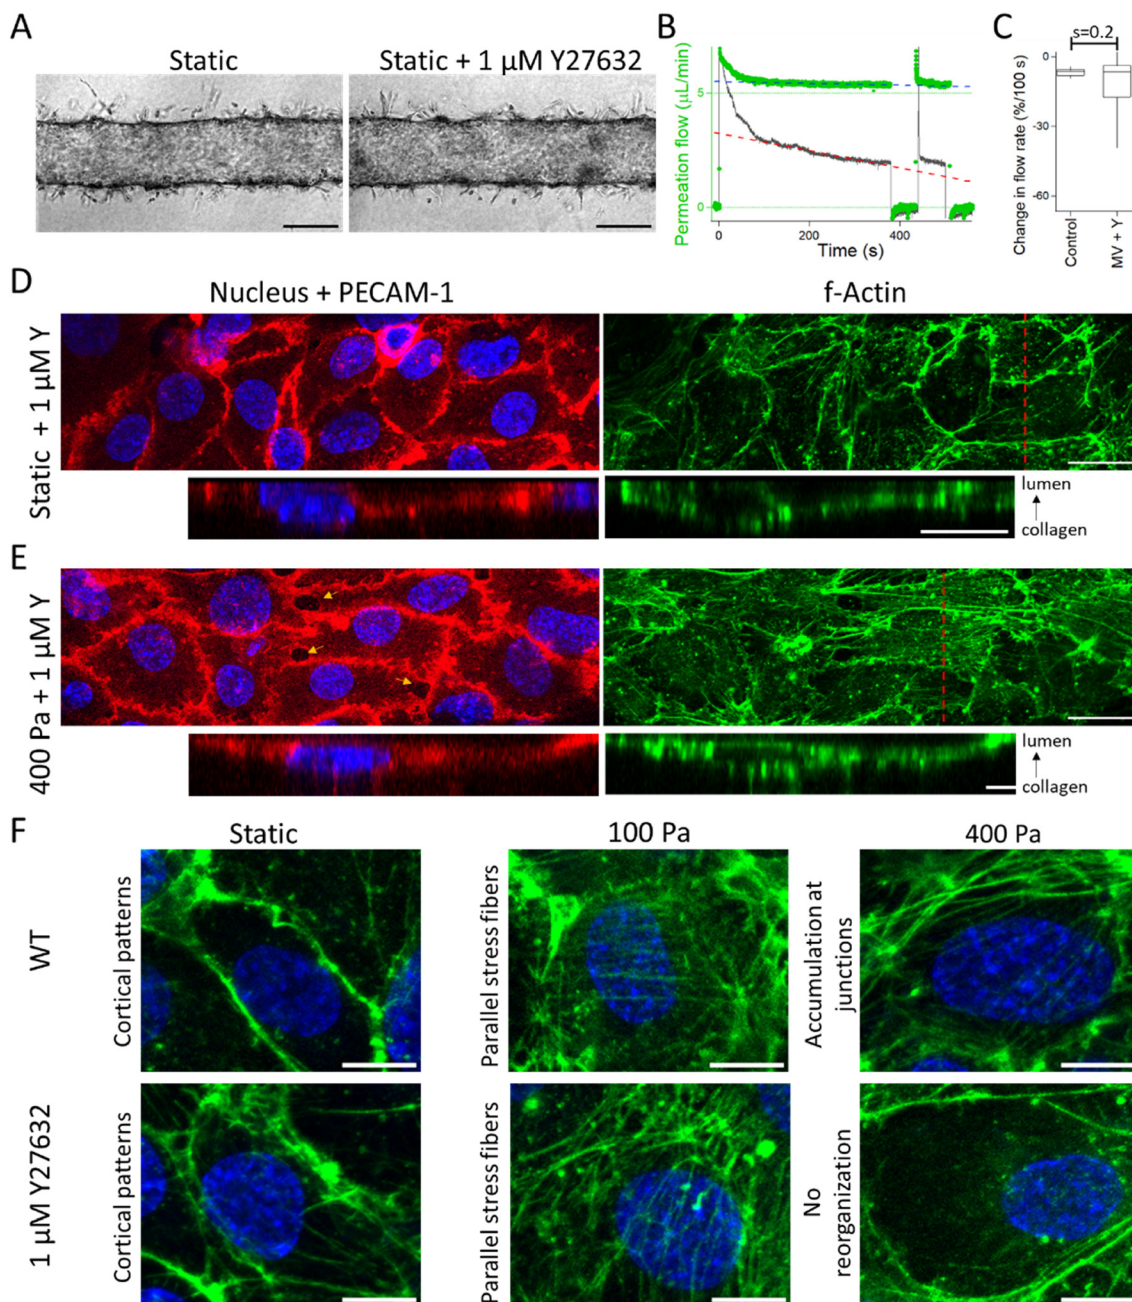 A
Static
Static + 1 µM Y27632
B
Permeation flow (µL/min)
5
0
0
200
400
Time (s)
C
s=0.2
Change in flow rate (%/100 s)
0
-30
-60
Control
MV + Y
D
Nucleus + PECAM-1
f-Actin
Static + 1 µM Y
lumen
collagen
E
400 Pa + 1 µM Y
lumen
collagen
F
Static
100 Pa
400 Pa
WT
Cortical patterns
Parallel stress fibers
Accumulation at
junctions
1 µM Y27632
Cortical patterns
Parallel stress fibers
No
reorganization